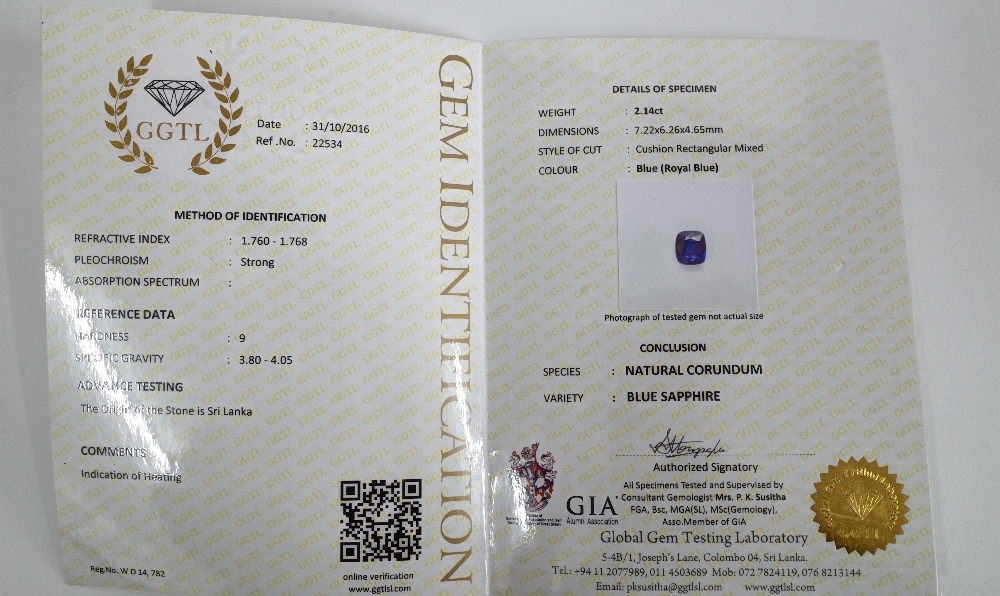 GGTL
Date : 31/10/2016
Ref .No. : 22534
METHOD OF IDENTIFICATION
REFRACTIVE INDEX : 1.760 - 1.768
PLEOCHROISM : Strong
ABSORPTION SPECTRUM :
REFERENCE DATA
HARDNESS : 9
SPECIFIC GRAVITY : 3.80 - 4.05
ADVANCE TESTING
The Origin of the Stone is Sri Lanka
COMMENTS
Indication of Heating
Reg.No. W D 14, 782
online verification
www.ggtlsl.com
GEM IDENTIFICATION
DETAILS OF SPECIMEN
WEIGHT : 2.14ct
DIMENSIONS : 7.22x6.26x4.65mm
STYLE OF CUT : Cushion Rectangular Mixed
COLOUR : Blue (Royal Blue)
Photograph of tested gem not actual size
CONCLUSION
SPECIES : NATURAL CORUNDUM
VARIETY : BLUE SAPPHIRE
Authorized Signatory
GIA
Alumni Association
All Specimens Tested and Supervised by
Consultant Gemologist Mrs. P. K. Susitha
FGA, Bsc, MGA(SL), MSc(Gemology),
Asso.Member of GIA
Global Gem Testing Laboratory
5-4B/1, Joseph's Lane, Colombo 04, Sri Lanka.
Tel.: +94 11 2077989, 011 4503689 Mob: 072 7824119, 076 8213144
Email: pksusitha@ggtlsl.com www.ggtlsl.com